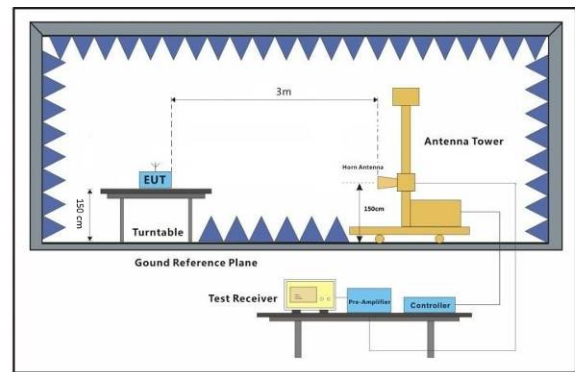 3m
Antenna Tower
Horn Antenna
EUT
150 cm
150cm
Turntable
Gound Reference Plane
Test Receiver
Pre-Amplifier
Controller